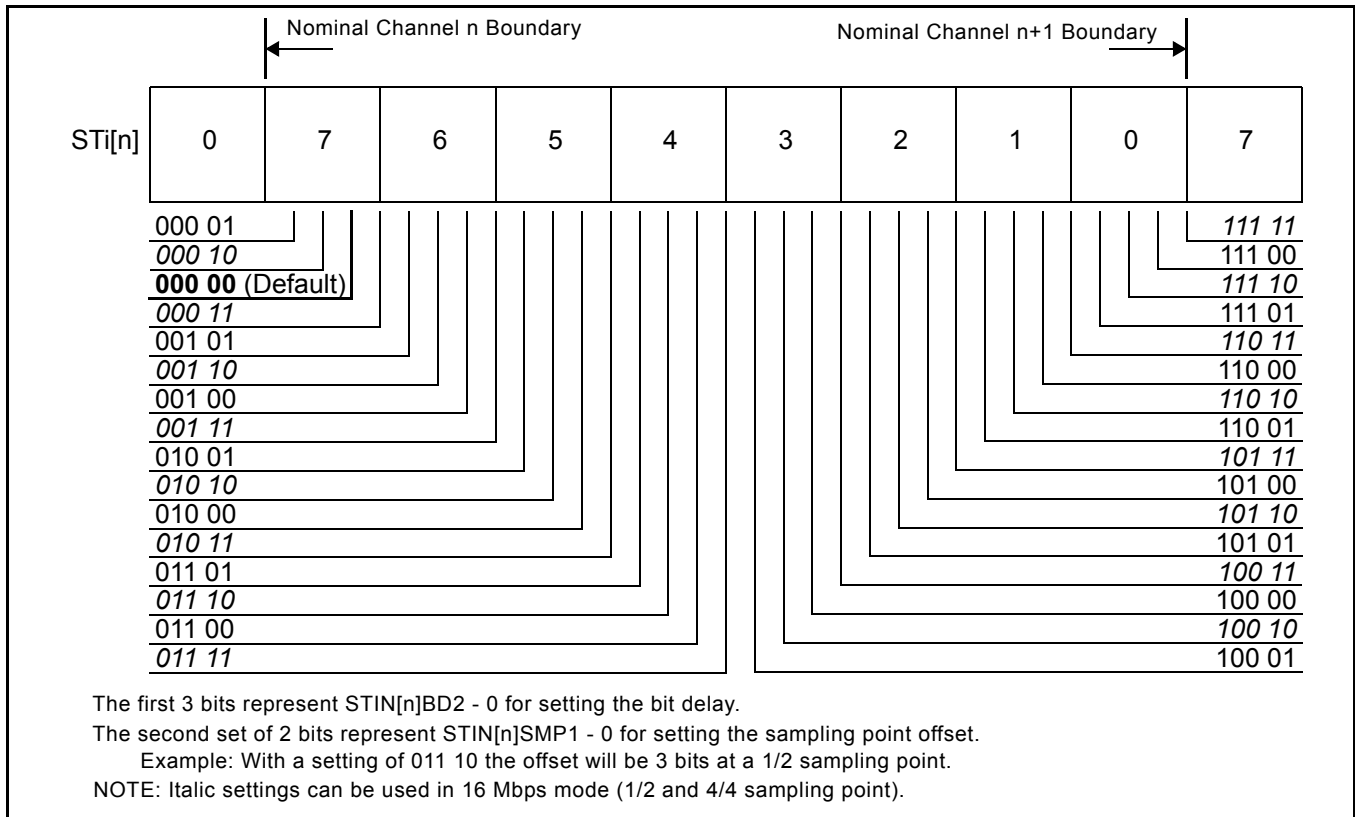 Nominal Channel n Boundary
Nominal Channel n+1 Boundary
STi[n] 0 7 6 5 4 3 2 1 0 7
000 01 111 11
000 10 111 00
000 00 (Default) 111 10
000 11 111 01
001 01 110 11
001 10 110 00
001 00 110 10
001 11 110 01
010 01 101 11
010 10 101 00
010 00 101 10
010 11 101 01
011 01 100 11
011 10 100 00
011 00 100 10
011 11 100 01
The first 3 bits represent STIN[n]BD2 - 0 for setting the bit delay.
The second set of 2 bits represent STIN[n]SMP1 - 0 for setting the sampling point offset.
Example: With a setting of 011 10 the offset will be 3 bits at a 1/2 sampling point.
NOTE: Italic settings can be used in 16 Mbps mode (1/2 and 4/4 sampling point).